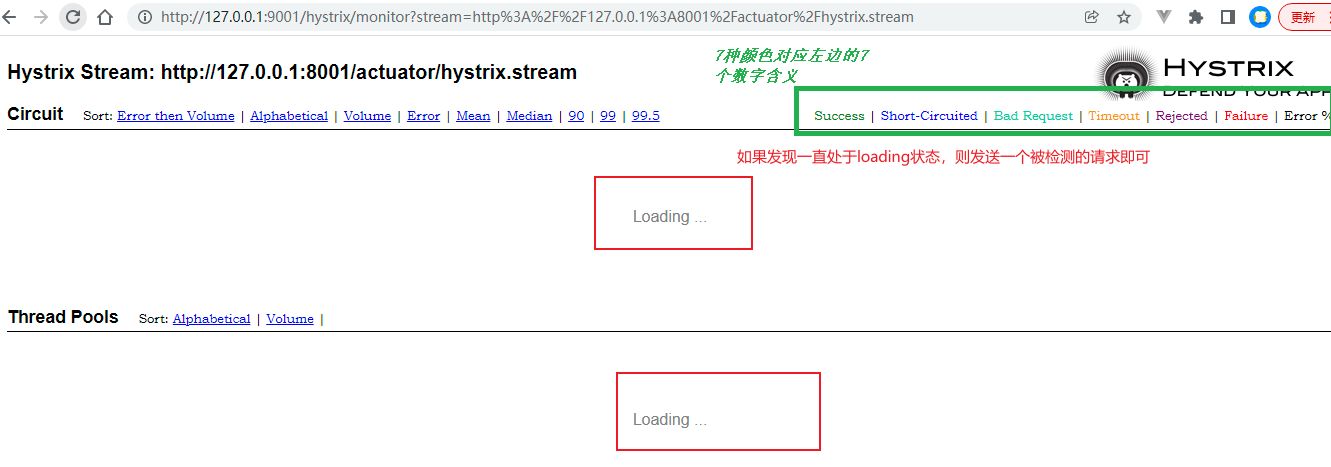 http://127.0.0.1:9001/hystrix/monitor?stream=http%3A%2F%2F127.0.0.1%3A8001%2Factuator%2Fhystrix.stream
更新
7种颜色对应左边的7
个数字含义
Hystrix Stream: http://127.0.0.1:8001/actuator/hystrix.stream
HYSTRIX
DEFEND YOUR APP
Circuit Sort: Error then Volume | Alphabetical | Volume | Error | Mean | Median | 90 | 99 | 99.5
Success | Short-Circuited | Bad Request | Timeout | Rejected | Failure | Error %
如果发现一直处于loading状态，则发送一个被检测的请求即可
Loading ...
Thread Pools Sort: Alphabetical | Volume |
Loading ...